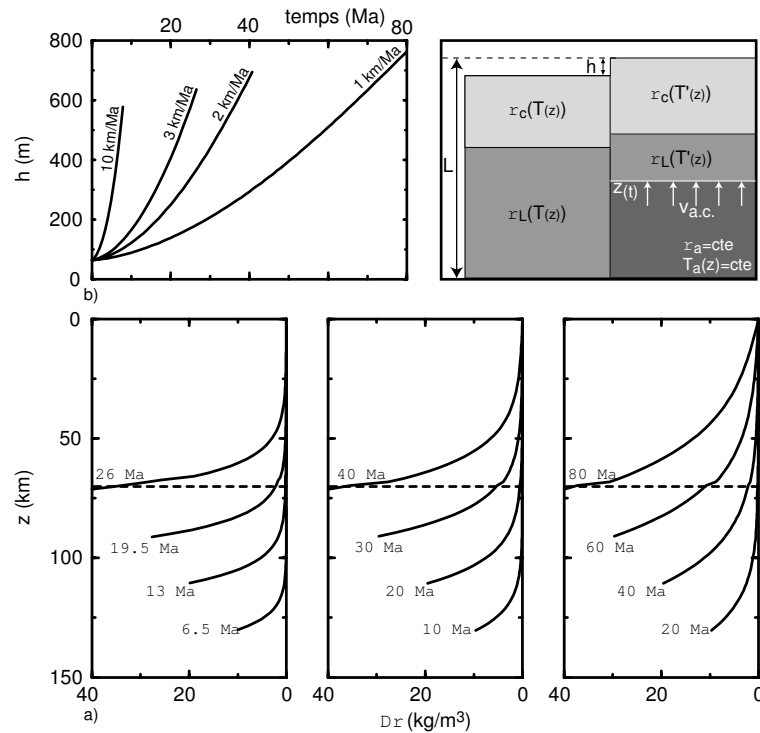 temps (Ma)
20 40 80
800
600
400
200
0
h (m)
10 km/Ma
3 km/Ma
2 km/Ma
1 km/Ma
b)
h
L
rc(T(z))
rL(T(z))
rc(T'(z))
rL(T'(z))
z(t)
va.c.
ra=cte
Ta(z)=cte
0
50
100
150
z (km)
26 Ma
19.5 Ma
13 Ma
6.5 Ma
40 Ma
30 Ma
20 Ma
10 Ma
80 Ma
60 Ma
40 Ma
20 Ma
40 20 0
40 20 0
40 20 0
a)
Dr (kg/m³)